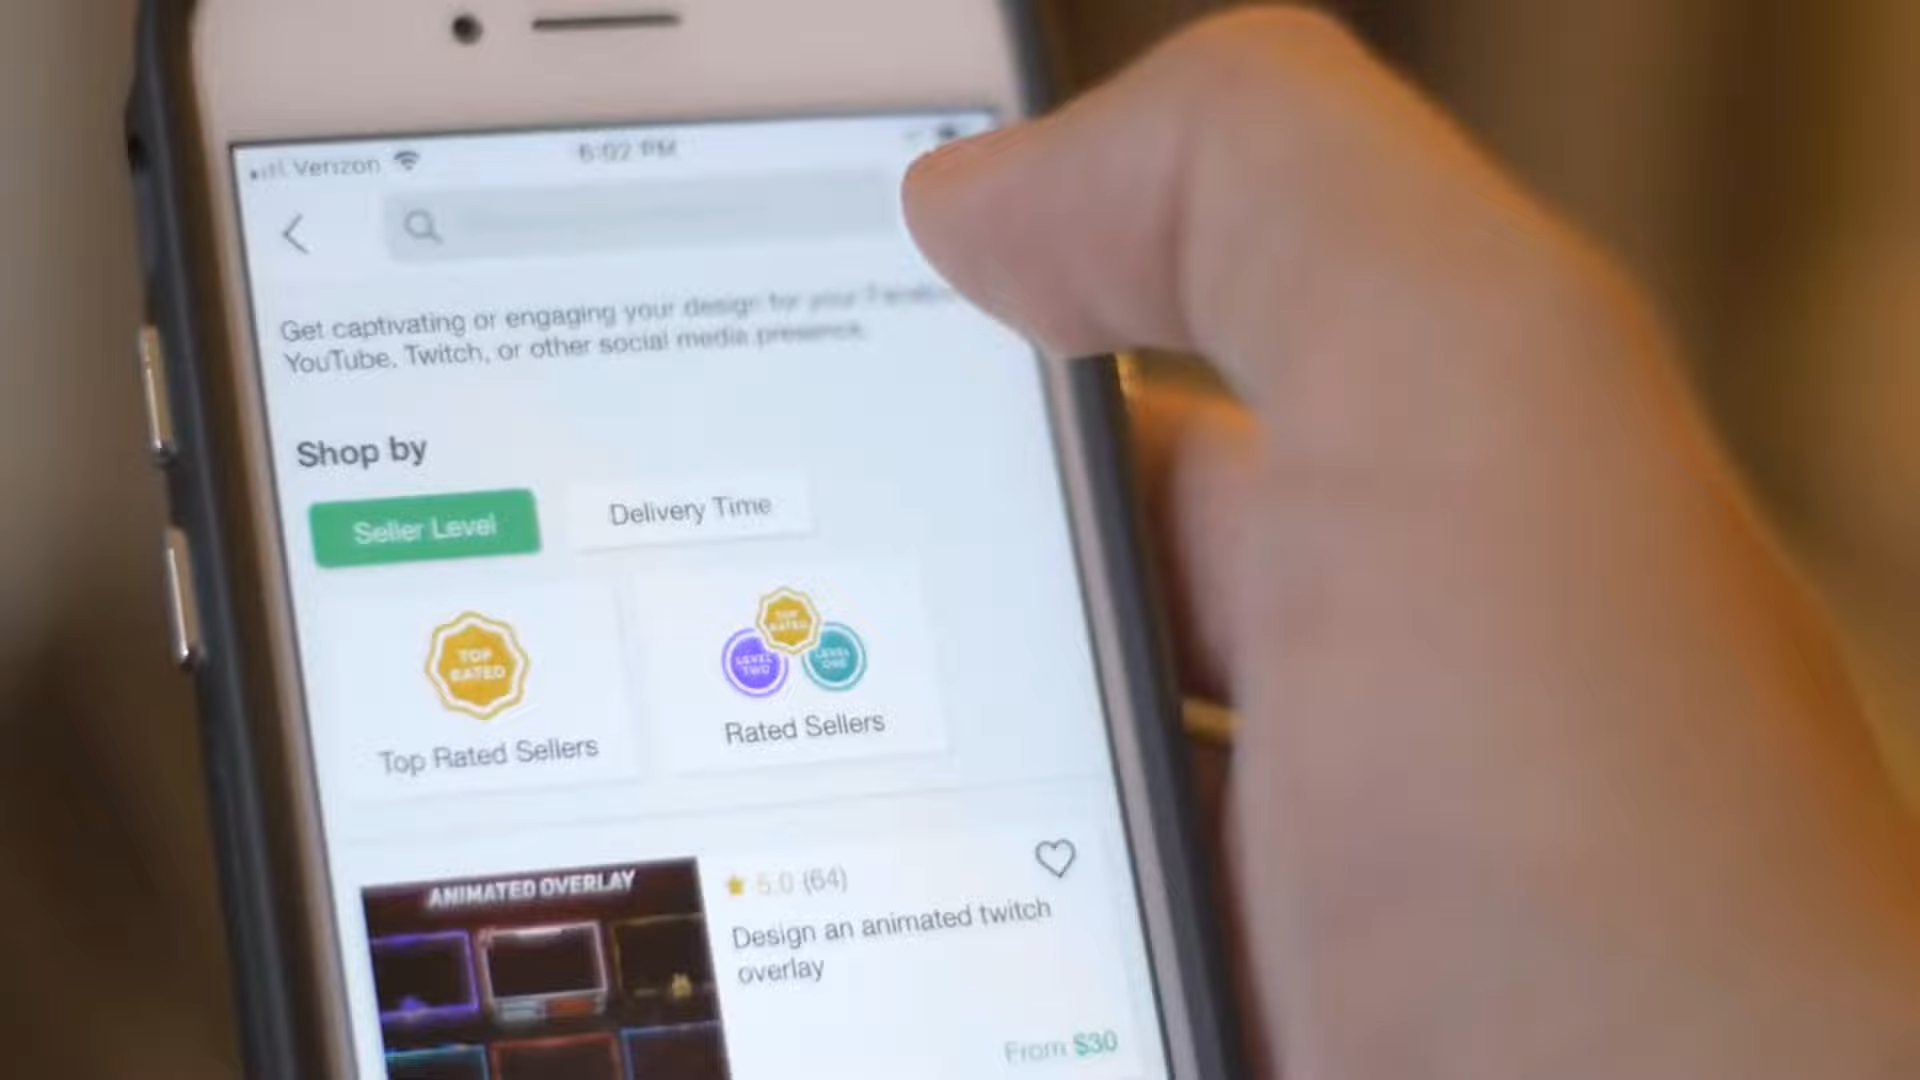 Verizon
6:02 PM
Get captivating or engaging your design for your
YouTube, Twitch, or other social media presence.
Shop by
Seller Level
Delivery Time
TOP
RATED
Top Rated Sellers
TOP
RATED
LEVEL
TWO
LEVEL
ONE
Rated Sellers
ANIMATED OVERLAY
5.0 (64)
Design an animated twitch
overlay
From $30